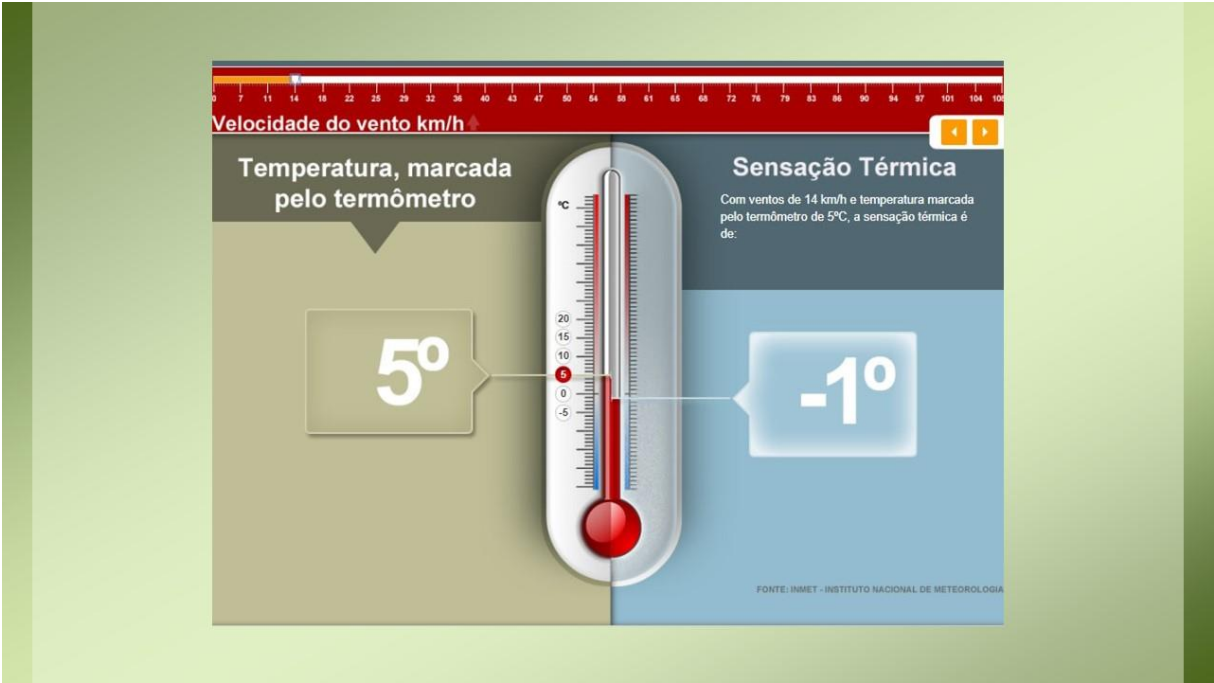 0 7 11 14 18 22 25 29 32 36 40 43 47 50 54 58 61 65 68 72 76 79 83 86 90 94 97 101 104 108
Velocidade do vento km/h
Temperatura, marcada
pelo termômetro
Sensação Térmica
Com ventos de 14 km/h e temperatura marcada
pelo termômetro de 5ºC, a sensação térmica é
de:
ºC
20
15
10
5
0
-5
5º
-1º
FONTE: INMET - INSTITUTO NACIONAL DE METEOROLOGIA